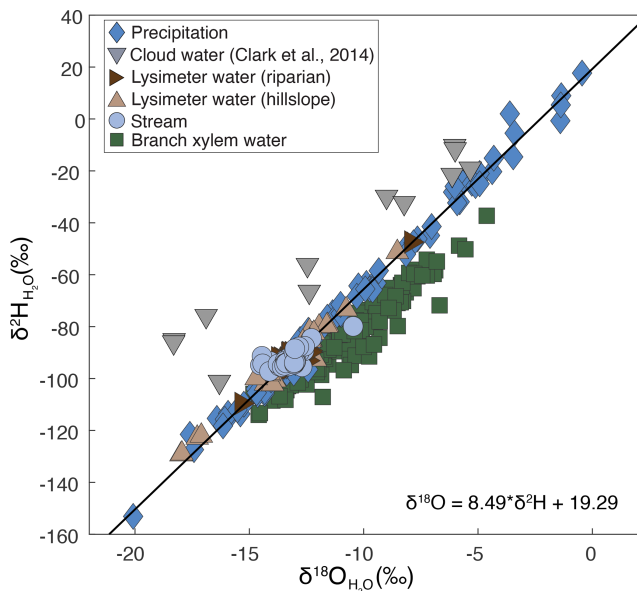 Precipitation
Cloud water (Clark et al., 2014)
Lysimeter water (riparian)
Lysimeter water (hillslope)
Stream
Branch xylem water
40
20
0
-20
-40
-60
-80
-100
-120
-140
-160
δ²H_H₂O(‰)
δ¹⁸O = 8.49*δ²H + 19.29
-20
-15
-10
-5
0
δ¹⁸O_H₂O(‰)